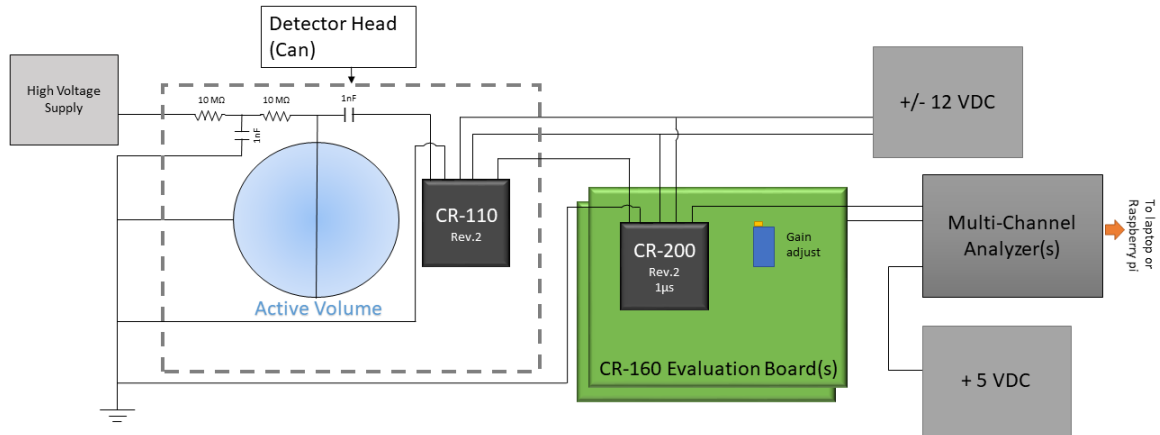 Detector Head
(Can)
High Voltage
Supply
10 MΩ
10 MΩ
1nF
1nF
+/- 12 VDC
CR-110
Rev.2
CR-200
Rev.2
1µs
Gain
adjust
Multi-Channel
Analyzer(s)
To laptop or
Raspberry pi
Active Volume
CR-160 Evaluation Board(s)
+ 5 VDC